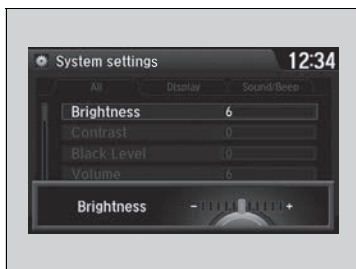 System settings 12:34
All Display Sound/Beep
Brightness 6
Contrast 0
Black Level 0
Volume 6
Brightness - +